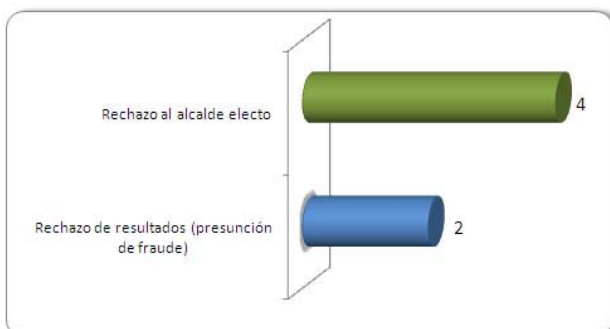 Rechazo al alcalde electo
4
Rechazo de resultados (presunción
de fraude)
2